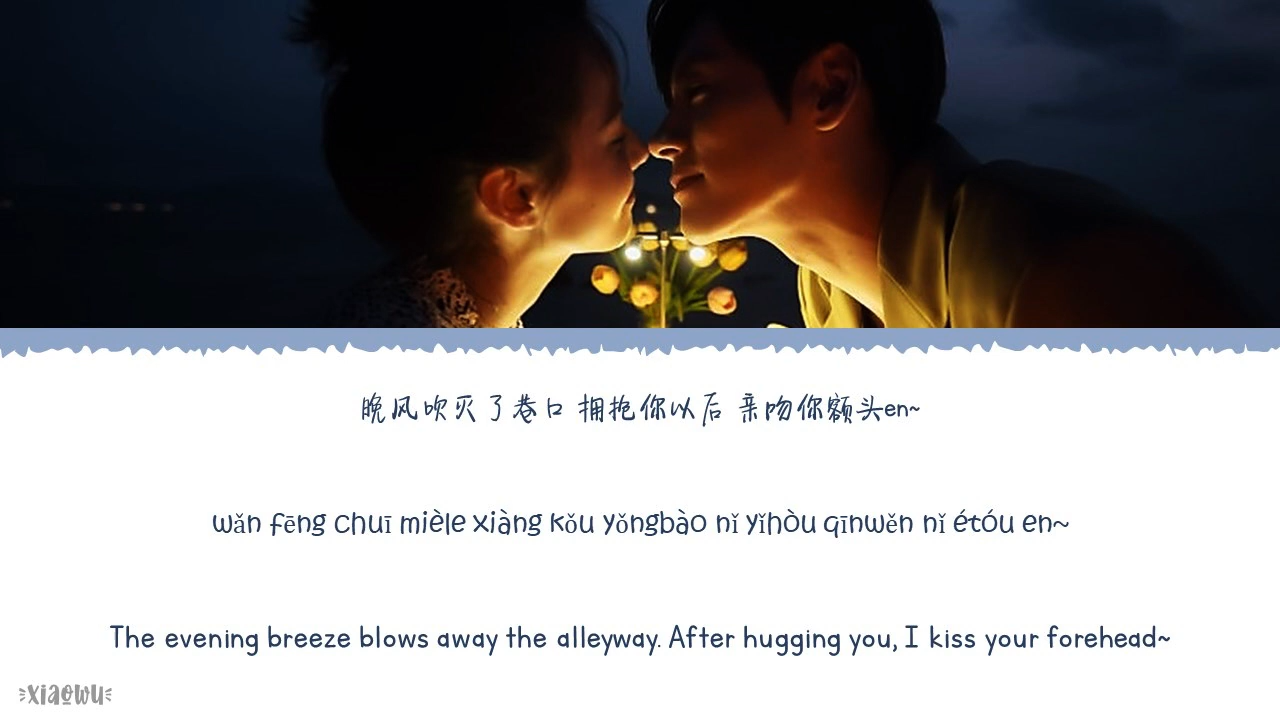 晚风吹灭了巷口 拥抱你以后 亲吻你额头en~
wǎn fēng chuī mièle xiàng kǒu yǒngbào nǐ yǐhòu qīnwěn nǐ étóu en~
The evening breeze blows away the alleyway. After hugging you, I kiss your forehead~
xiaowu